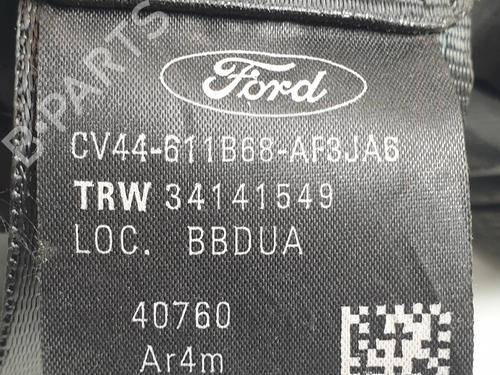 B-PARTS
Ford
CV44-611B68-AF3JA6
TRW 34141549
LOC. BBDUA
40760
Ar4m